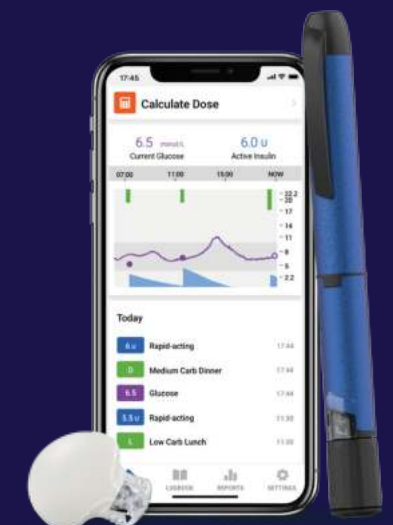 17:45
Calculate Dose
6.5 mmol/L
6.0 U
Current Glucose
Active Insulin
07:00 11:00 15:00 NOW
22.2
20
17
14
11
8
5
2.2
Today
6 U Rapid-acting 17:44
D Medium Carb Dinner 17:44
6.5 Glucose 17:44
5.5 U Rapid-acting 11:30
L Low Carb Lunch 11:30
LOGBOOK REPORTS SETTINGS